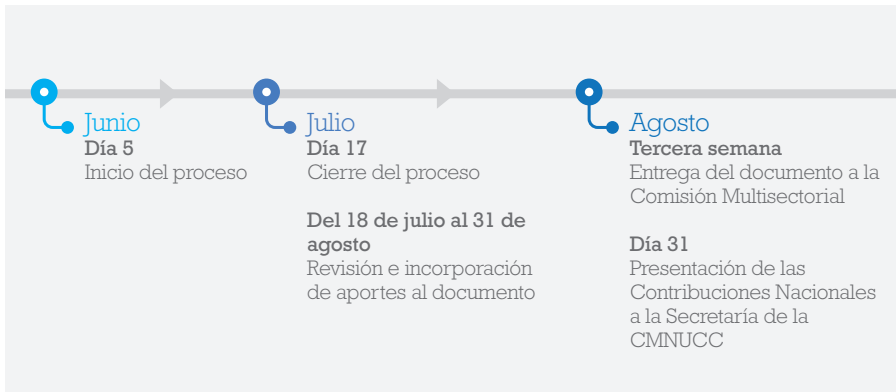 Junio
Día 5
Inicio del proceso
Julio
Día 17
Cierre del proceso
Del 18 de julio al 31 de
agosto
Revisión e incorporación
de aportes al documento
Agosto
Tercera semana
Entrega del documento a la
Comisión Multisectorial
Día 31
Presentación de las
Contribuciones Nacionales
a la Secretaría de la
CMNUCC